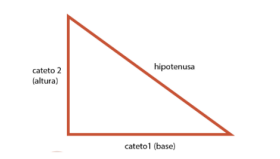 hipotenusa
cateto 2
(altura)
cateto1 (base)